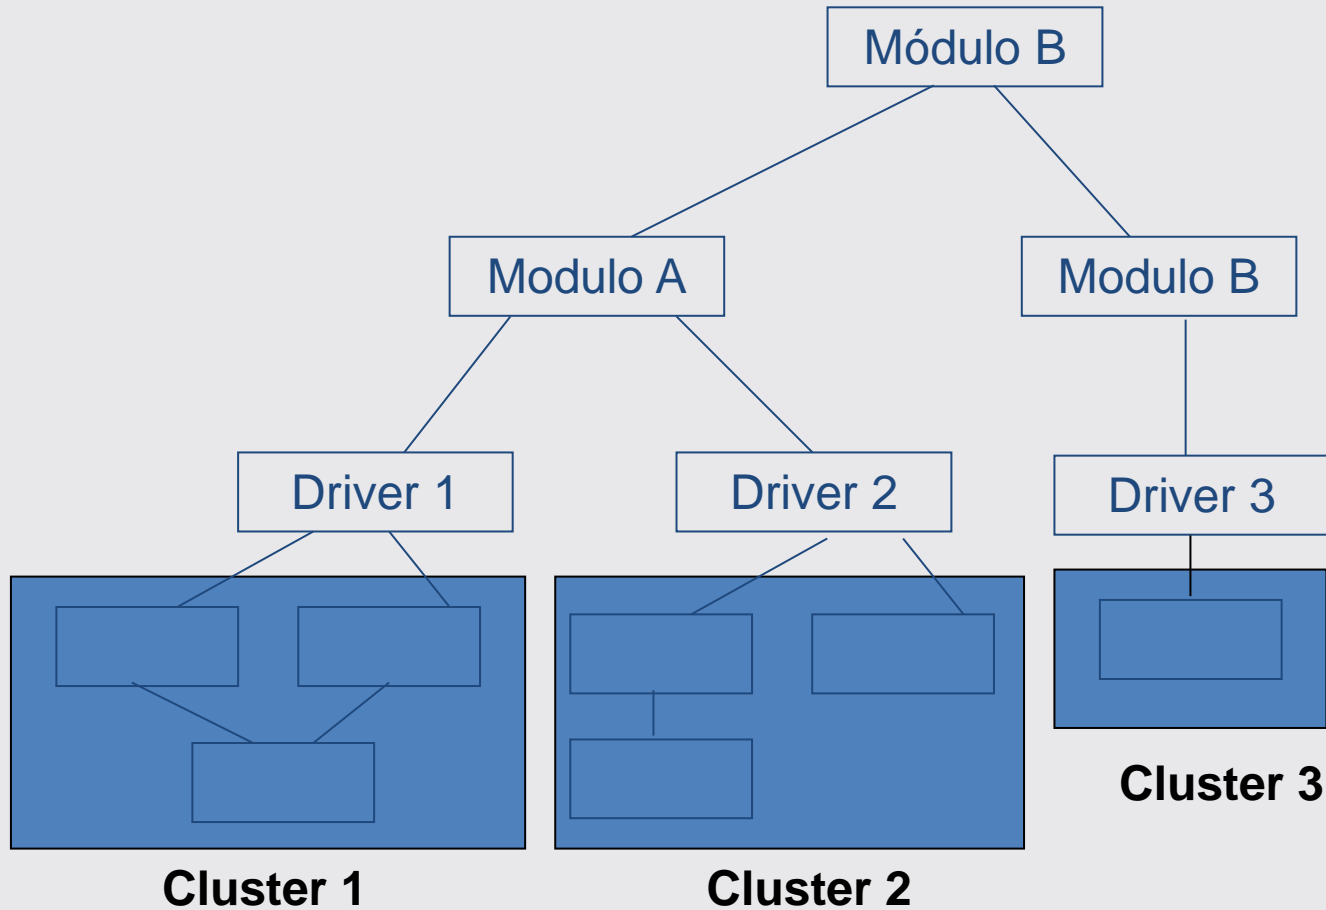 Módulo B
Modulo A
Modulo B
Driver 1
Driver 2
Driver 3
Cluster 3
Cluster 1
Cluster 2